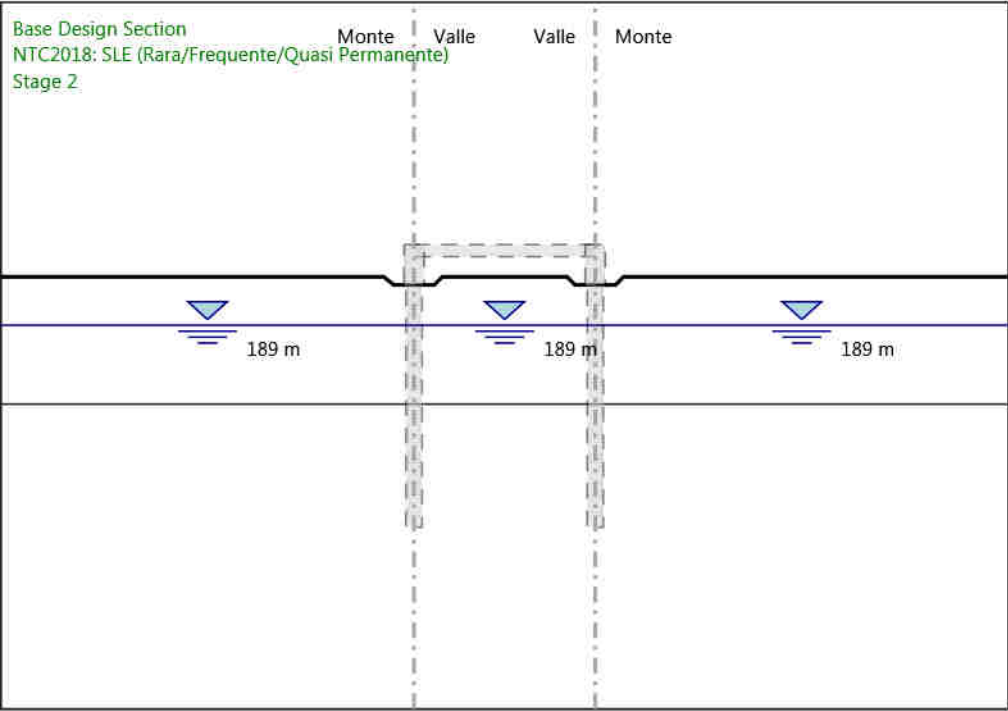 Base Design Section
Monte Valle Valle Monte
NTC2018: SLE (Rara/Frequente/Quasi Permanente)
Stage 2
189 m 189 m 189 m